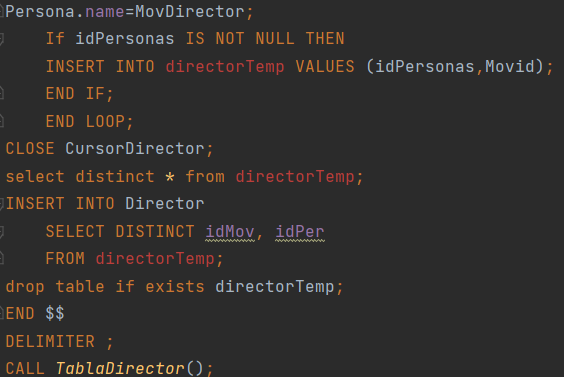 Persona.name=MovDirector;
If idPersonas IS NOT NULL THEN
INSERT INTO directorTemp VALUES (idPersonas,Movid);
END IF;
END LOOP;
CLOSE CursorDirector;
select distinct * from directorTemp;
INSERT INTO Director
SELECT DISTINCT idMov, idPer
FROM directorTemp;
drop table if exists directorTemp;
END $$
DELIMITER ;
CALL TablaDirector();